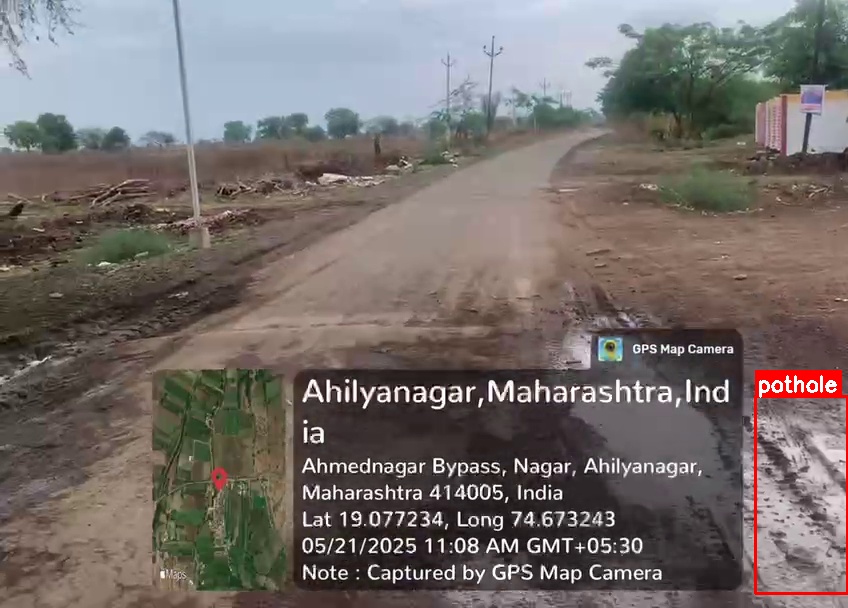 GPS Map Camera
pothole
Ahilyanagar,Maharashtra,Ind
ia
Ahmednagar Bypass, Nagar, Ahilyanagar,
Maharashtra 414005, India
Lat 19.077234, Long 74.673243
05/21/2025 11:08 AM GMT+05:30
Note : Captured by GPS Map Camera
Maps